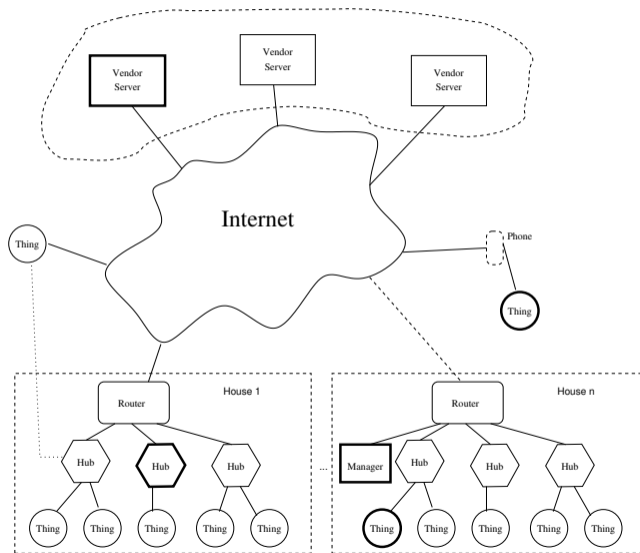 Vendor
Server
Vendor
Server
Vendor
Server
Internet
Thing
Phone
Thing
House 1
House n
Router
Router
Hub
Hub
Hub
...
Manager
Hub
Hub
Hub
Thing
Thing
Thing
Thing
Thing
Thing
Thing
Thing
Thing
Thing